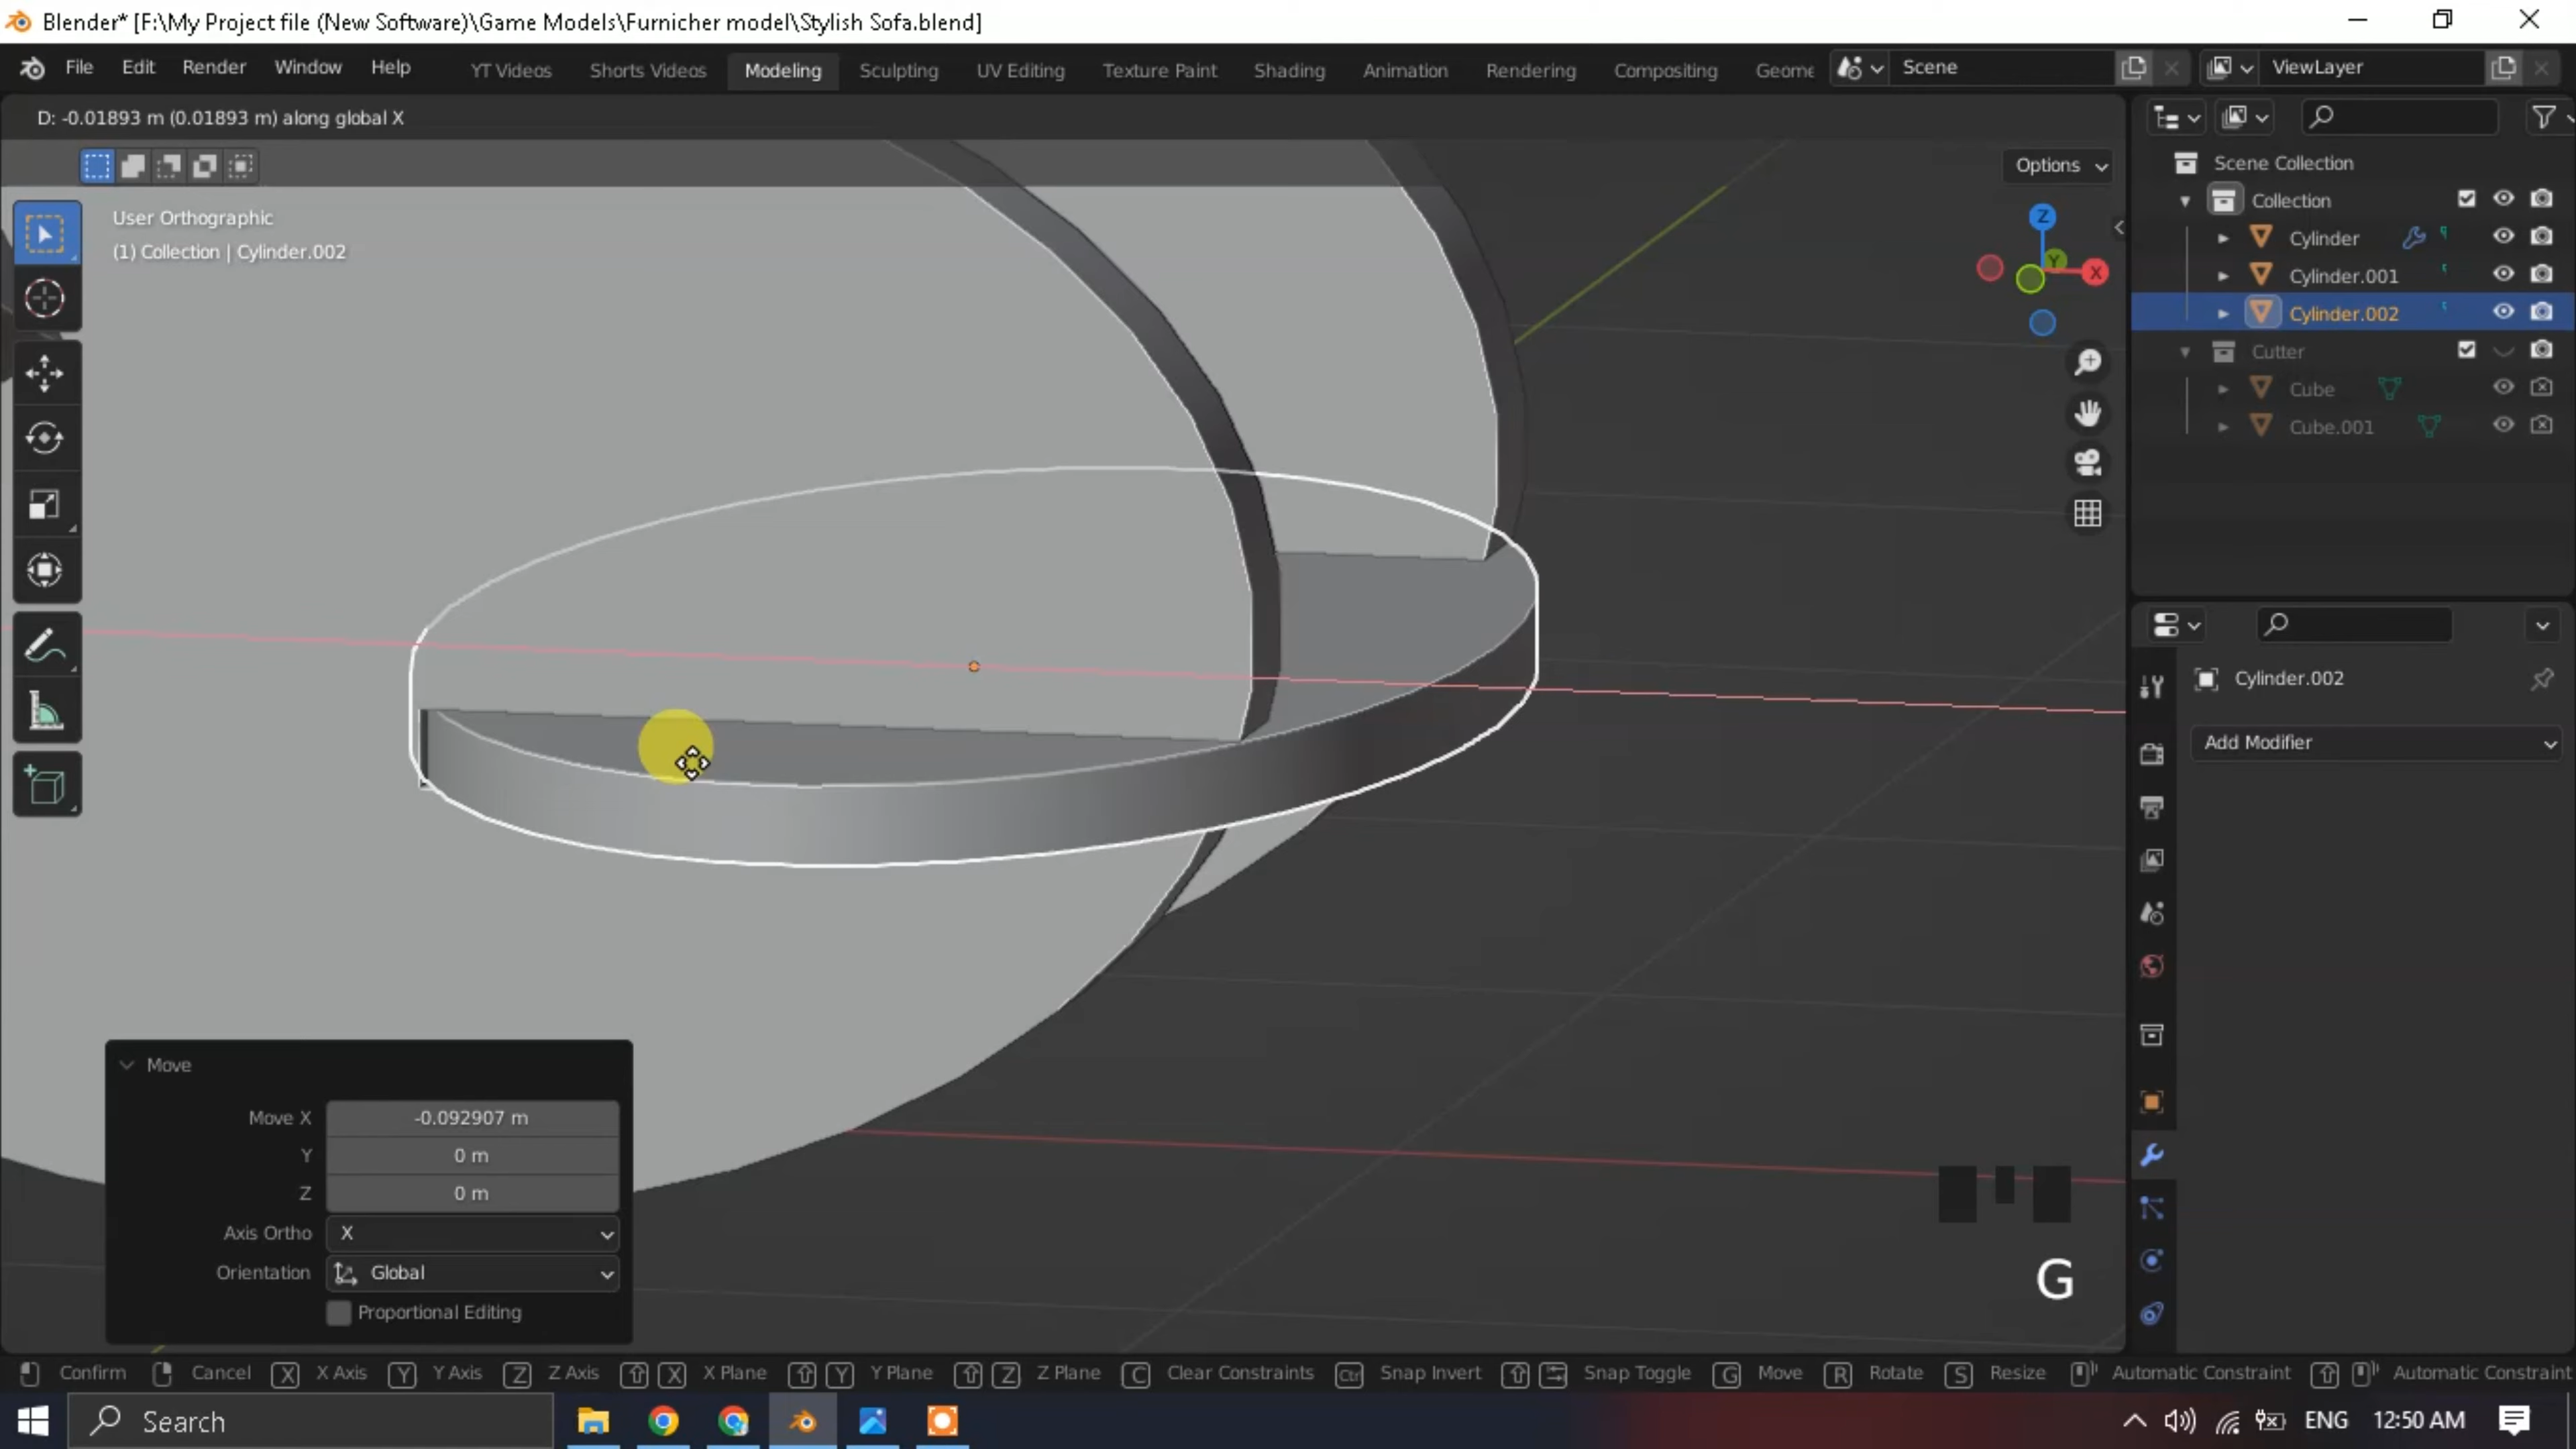 Blender* [F:\My Project file (New Software)\Game Models\Furnicher model\Stylish Sofa.blend]
File Edit Render Window Help YT Videos Shorts Videos Modeling Sculpting UV Editing Texture Paint Shading Animation Rendering Compositing Geome Scene ViewLayer
D: -0.01893 m (0.01893 m) along global X
Options
User Orthographic
(1) Collection | Cylinder.002
Z
Y
X
Scene Collection
Collection
Cylinder
Cylinder.001
Cylinder.002
Cutter
Cube
Cube.001
Cylinder.002
Add Modifier
Move
Move X -0.092907 m
Y 0 m
Z 0 m
Axis Ortho X
Orientation Global
Proportional Editing
G
Confirm Cancel X X Axis Y Y Axis Z Z Axis X X Plane Y Y Plane Z Z Plane C Clear Constraints Ctrl Snap Invert Snap Toggle G Move R Rotate S Resize Automatic Constraint Automatic Constraint
Search ENG 12:50 AM